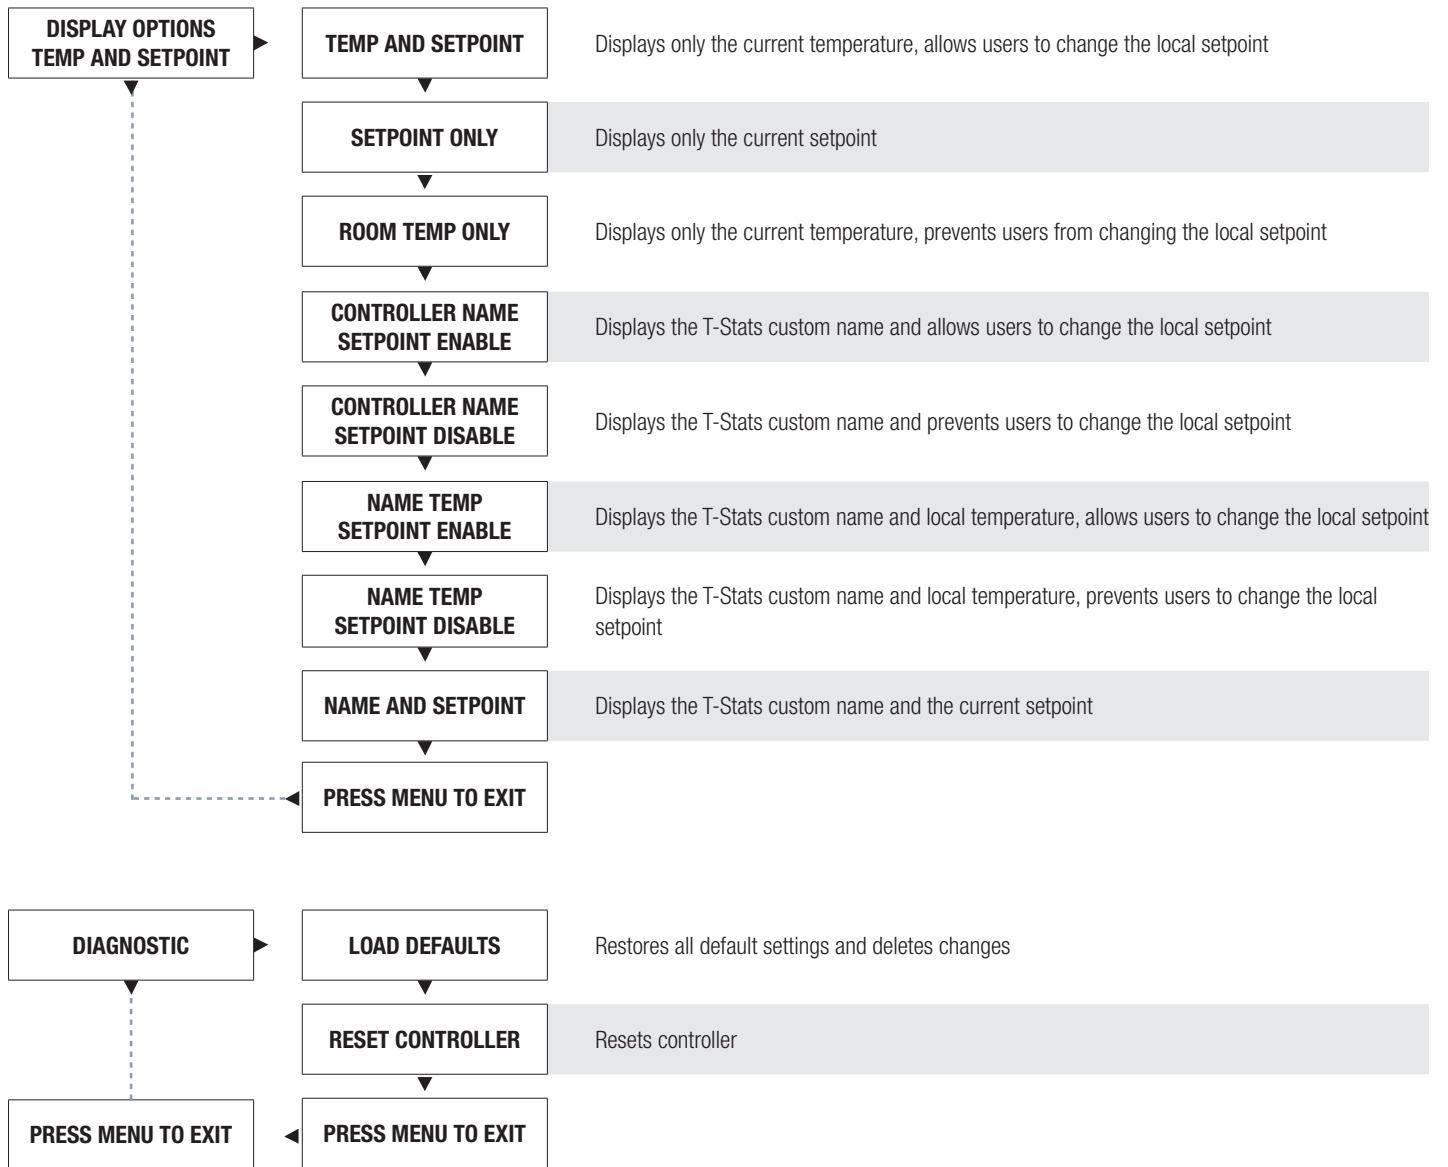 DISPLAY OPTIONS
TEMP AND SETPOINT
TEMP AND SETPOINT
Displays only the current temperature, allows users to change the local setpoint
SETPOINT ONLY
Displays only the current setpoint
ROOM TEMP ONLY
Displays only the current temperature, prevents users from changing the local setpoint
CONTROLLER NAME
SETPOINT ENABLE
Displays the T-Stats custom name and allows users to change the local setpoint
CONTROLLER NAME
SETPOINT DISABLE
Displays the T-Stats custom name and prevents users to change the local setpoint
NAME TEMP
SETPOINT ENABLE
Displays the T-Stats custom name and local temperature, allows users to change the local setpoint
NAME TEMP
SETPOINT DISABLE
Displays the T-Stats custom name and local temperature, prevents users to change the local
setpoint
NAME AND SETPOINT
Displays the T-Stats custom name and the current setpoint
PRESS MENU TO EXIT
DIAGNOSTIC
LOAD DEFAULTS
Restores all default settings and deletes changes
RESET CONTROLLER
Resets controller
PRESS MENU TO EXIT
PRESS MENU TO EXIT